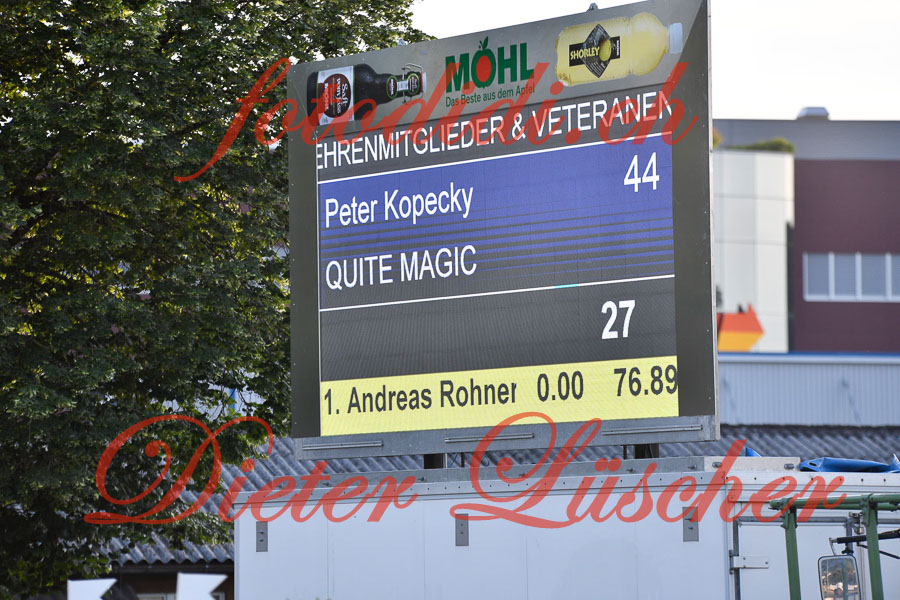 MÖHL
Das Beste aus dem Apfel
SHORLEY
fotodidi.ch
EHRENMITGLIEDER & VETERANEN
Peter Kopecky 44
QUITE MAGIC
27
1. Andreas Rohner 0.00 76.89
Dieter Lüscher